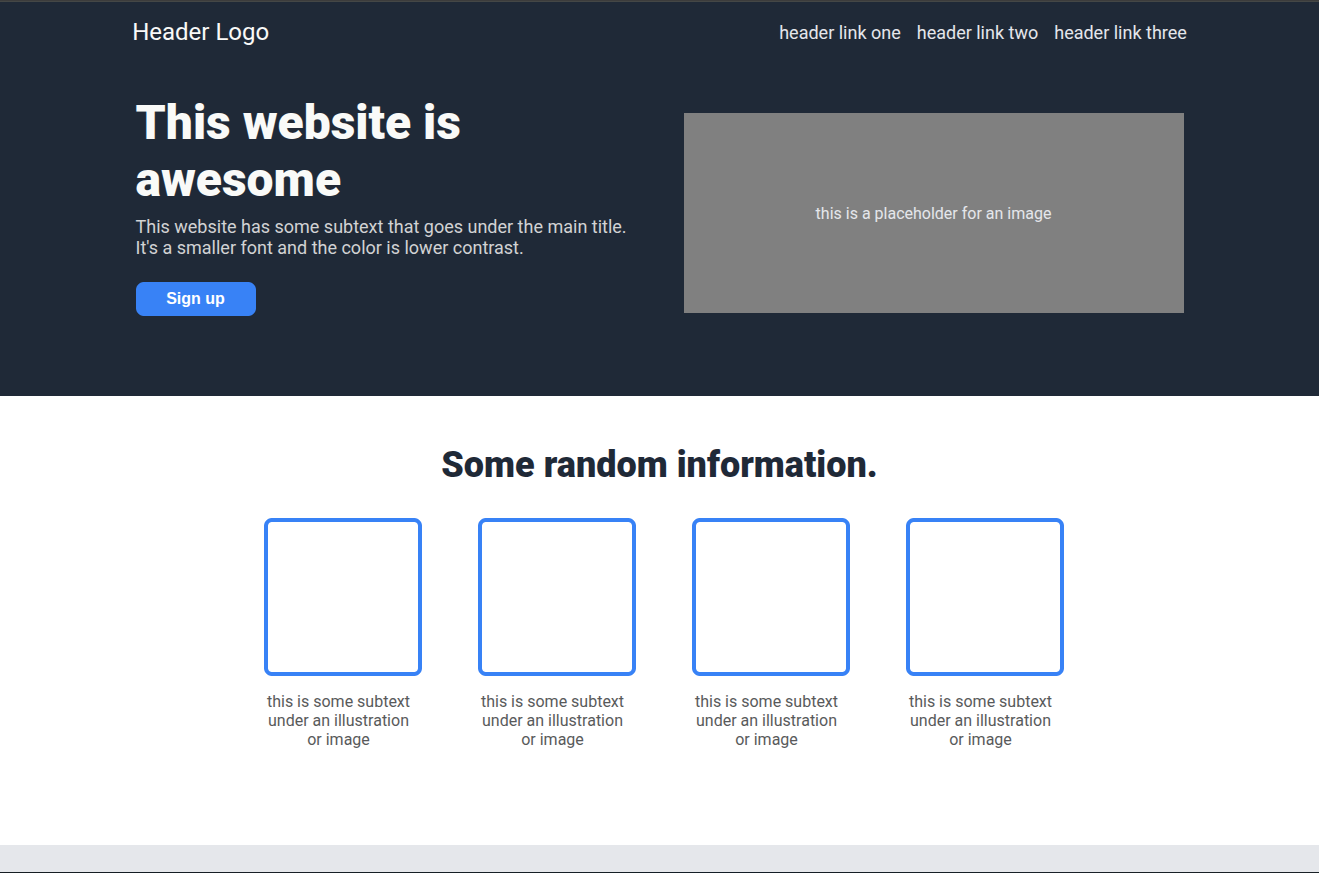 Header Logo
header link one header link two header link three
This website is
awesome
This website has some subtext that goes under the main title.
It's a smaller font and the color is lower contrast.
Sign up
this is a placeholder for an image
Some random information.
this is some subtext
under an illustration
or image
this is some subtext
under an illustration
or image
this is some subtext
under an illustration
or image
this is some subtext
under an illustration
or image